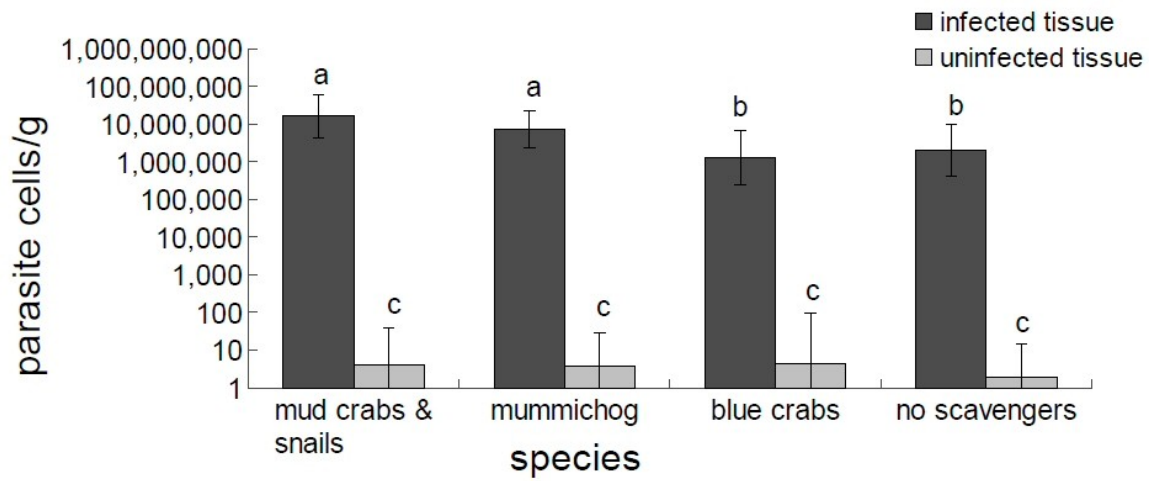 infected tissue
uninfected tissue
parasite cells/g
1,000,000,000
100,000,000
10,000,000
1,000,000
100,000
10,000
1,000
100
10
1
a
c
a
c
b
c
b
c
mud crabs &
snails
mummichog
blue crabs
no scavengers
species